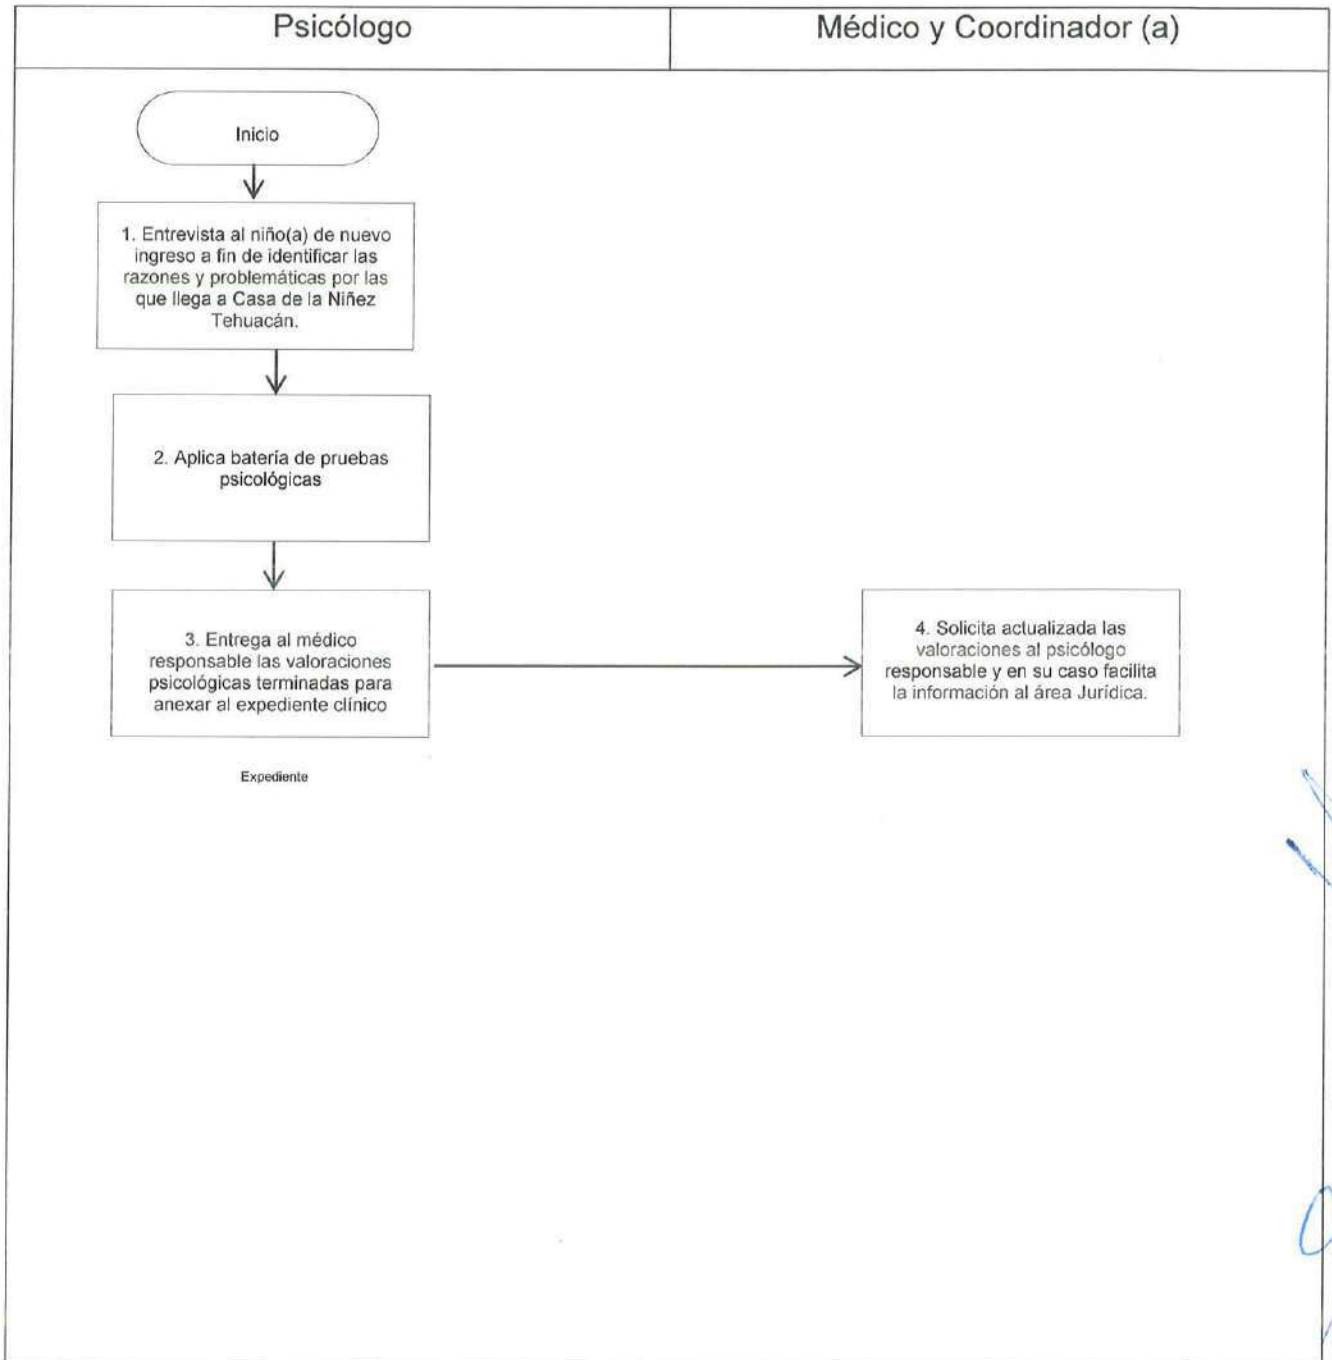 Psicólogo
Médico y Coordinador (a)
Inicio
1. Entrevista al niño(a) de nuevo
ingreso a fin de identificar las
razones y problemáticas por las
que llega a Casa de la Niñez
Tehuacán.
2. Aplica batería de pruebas
psicológicas
3. Entrega al médico
responsable las valoraciones
psicológicas terminadas para
anexar al expediente clínico
4. Solicita actualizada las
valoraciones al psicólogo
responsable y en su caso facilita
la información al área Jurídica.
Expediente